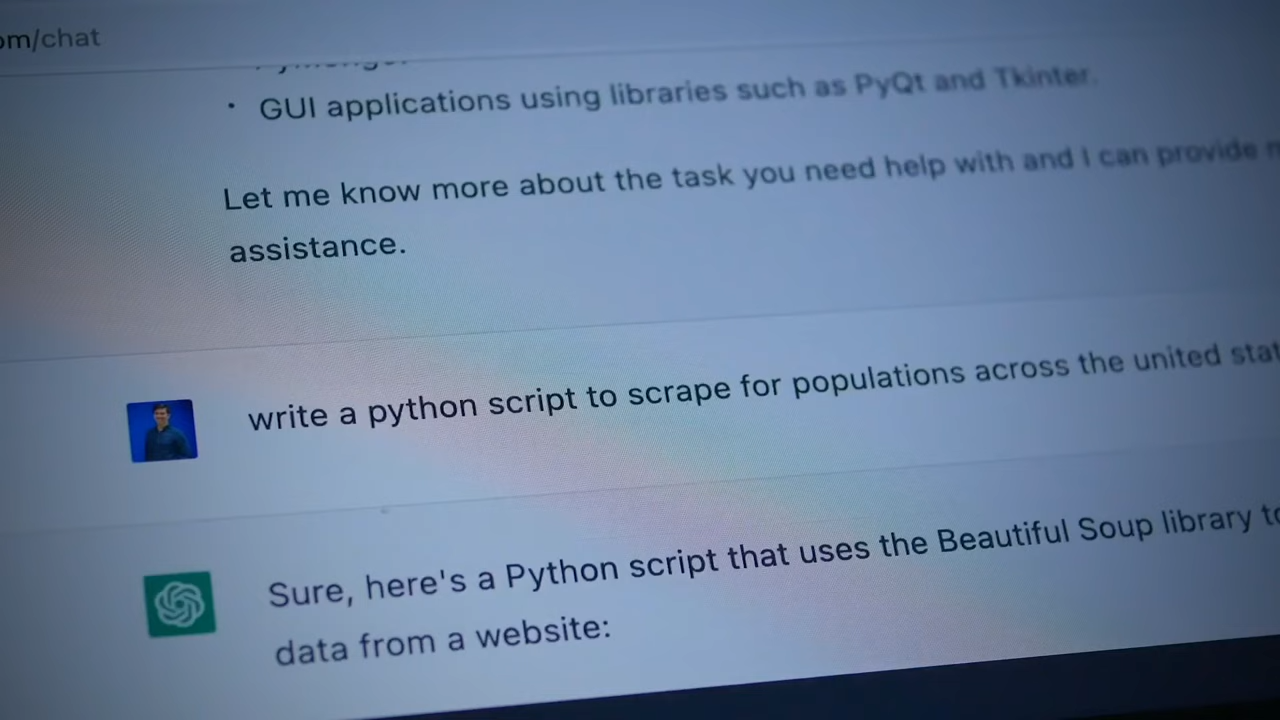 om/chat
• GUI applications using libraries such as PyQt and Tkinter.
Let me know more about the task you need help with and I can provide
assistance.
write a python script to scrape for populations across the united stat
Sure, here's a Python script that uses the Beautiful Soup library to
data from a website: